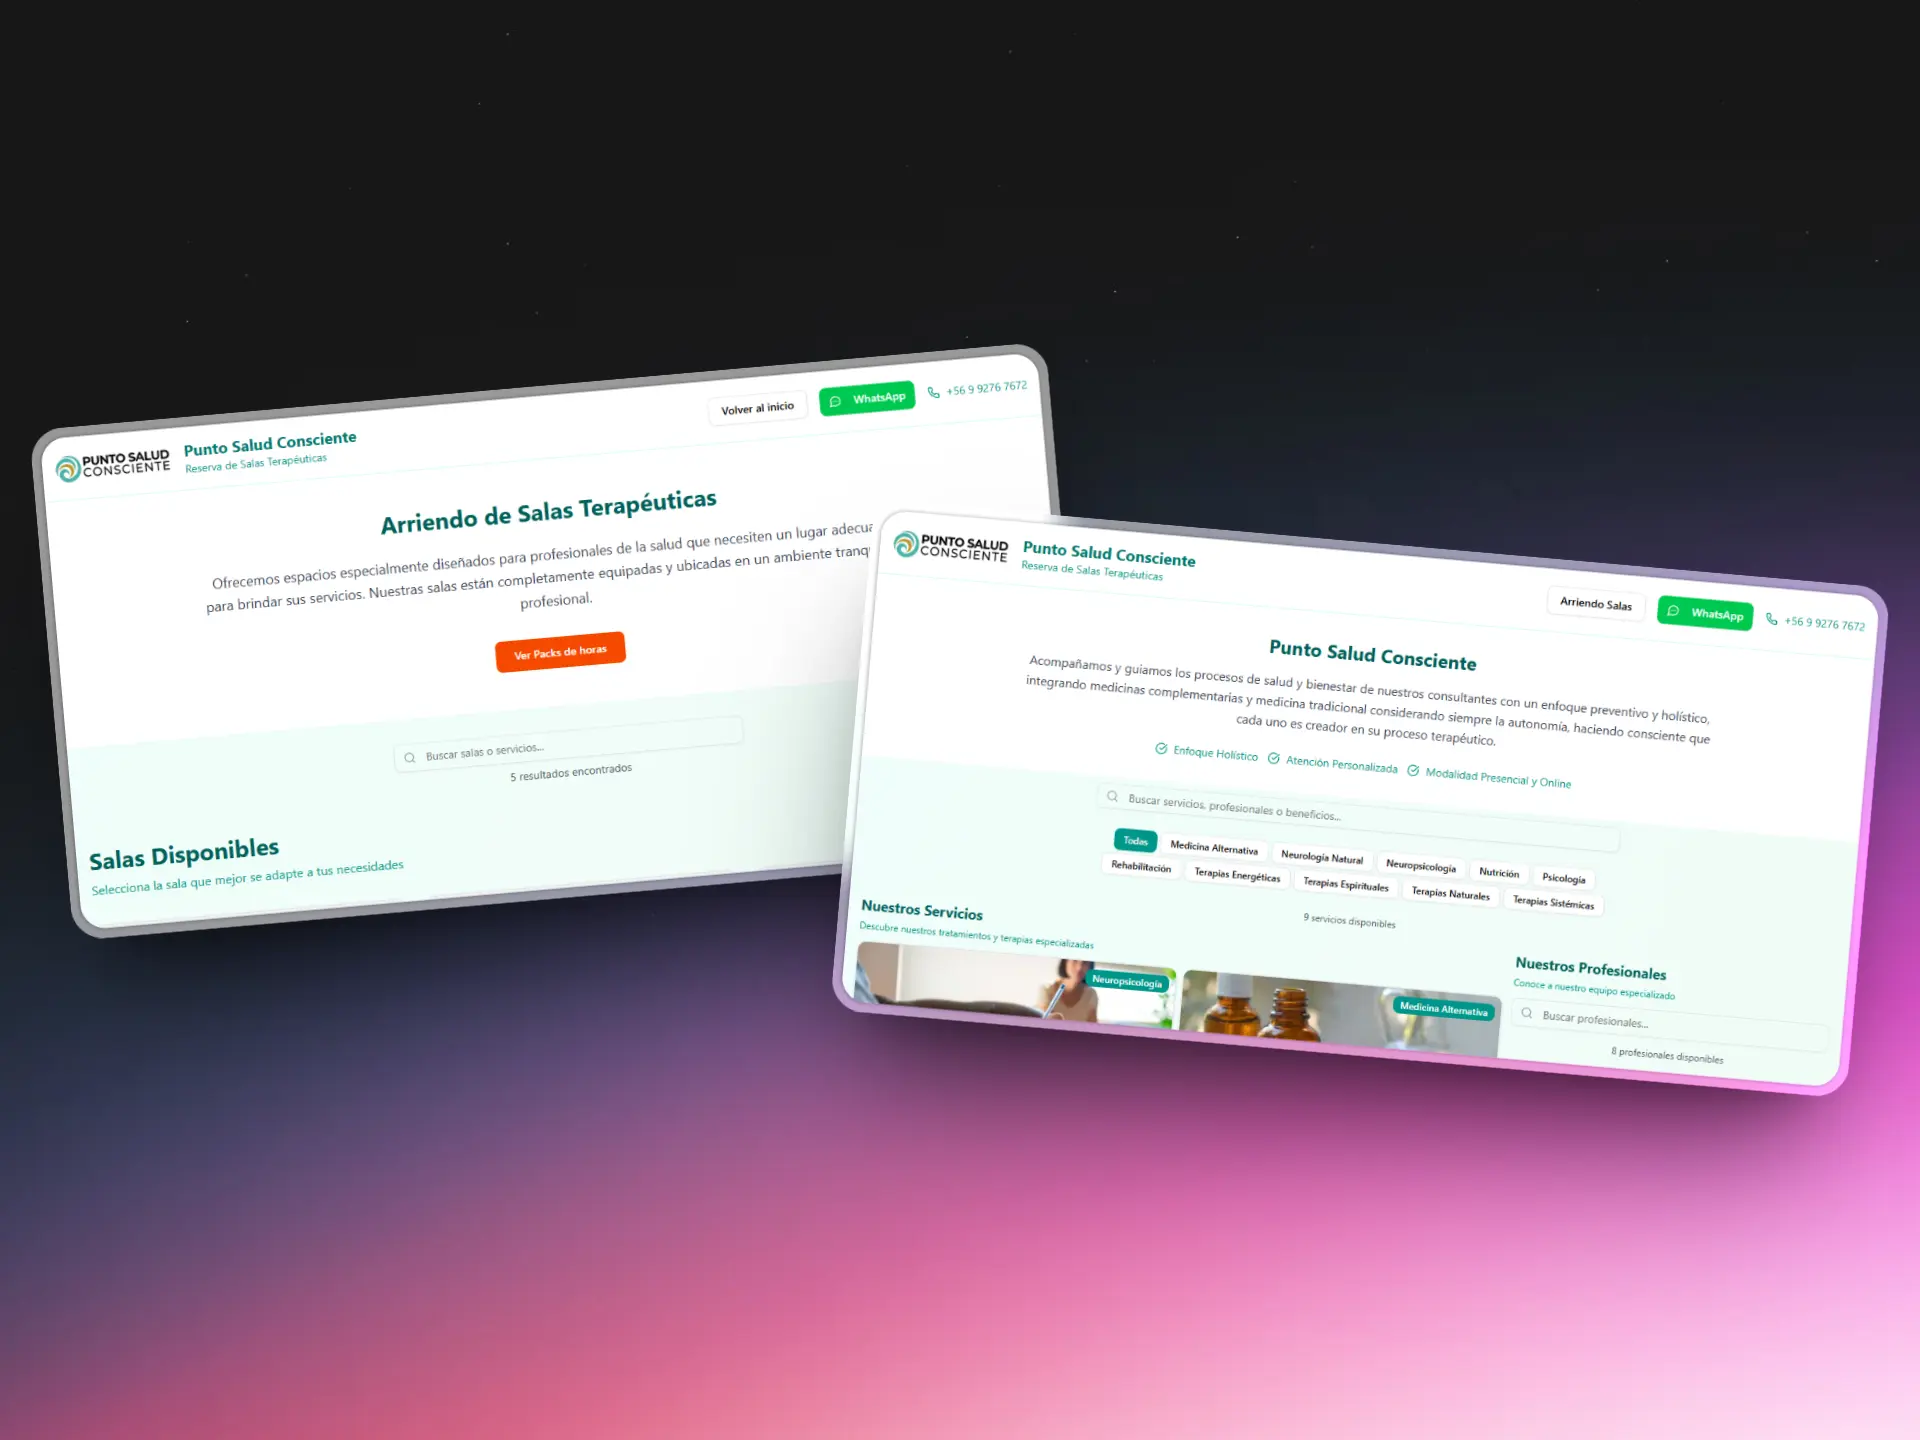 PUNTO SALUD
CONSCIENTE
Punto Salud Consciente
Reserva de Salas Terapéuticas
Volver al inicio
WhatsApp
+56 9 9276 7672
Arriendo de Salas Terapéuticas
Ofrecemos espacios especialmente diseñados para profesionales de la salud que necesiten un lugar adecua
para brindar sus servicios. Nuestras salas están completamente equipadas y ubicadas en un ambiente tranq
profesional.
Ver Packs de horas
Buscar salas o servicios...
5 resultados encontrados
Salas Disponibles
Selecciona la sala que mejor se adapte a tus necesidades
PUNTO SALUD
CONSCIENTE
Punto Salud Consciente
Reserva de Salas Terapéuticas
Arriendo Salas
WhatsApp
+56 9 9276 7672
Punto Salud Consciente
Acompañamos y guiamos los procesos de salud y bienestar de nuestros consultantes con un enfoque preventivo y holístico,
integrando medicinas complementarias y medicina tradicional considerando siempre la autonomía, haciendo consciente que
cada uno es creador en su proceso terapéutico.
Enfoque Holístico
Atención Personalizada
Modalidad Presencial y Online
Buscar servicios, profesionales o beneficios...
Todas
Medicina Alternativa
Neurología Natural
Neuropsicología
Nutrición
Psicología
Rehabilitación
Terapias Energéticas
Terapias Espirituales
Terapias Naturales
Terapias Sistémicas
9 servicios disponibles
Nuestros Servicios
Descubre nuestros tratamientos y terapias especializadas
Neuropsicología
Medicina Alternativa
Nuestros Profesionales
Conoce a nuestro equipo especializado
Buscar profesionales...
8 profesionales disponibles